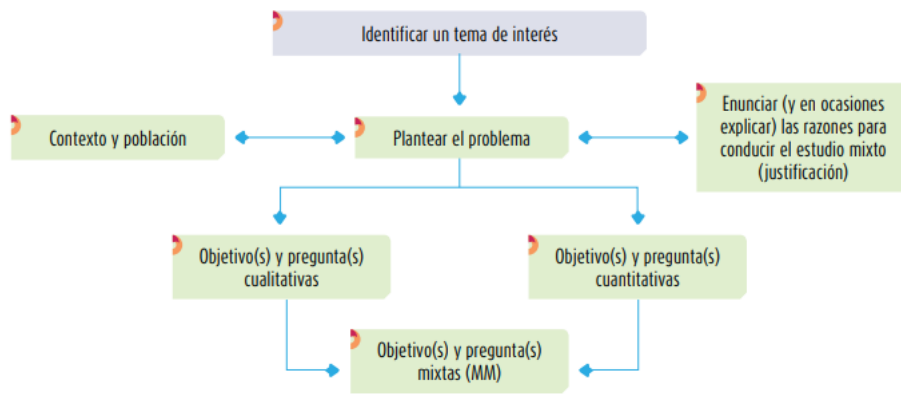 Identificar un tema de interés
Contexto y población
Plantear el problema
Enunciar (y en ocasiones
explicar) las razones para
conducir el estudio mixto
(justificación)
Objetivo(s) y pregunta(s)
cualitativas
Objetivo(s) y pregunta(s)
cuantitativas
Objetivo(s) y pregunta(s)
mixtas (MM)